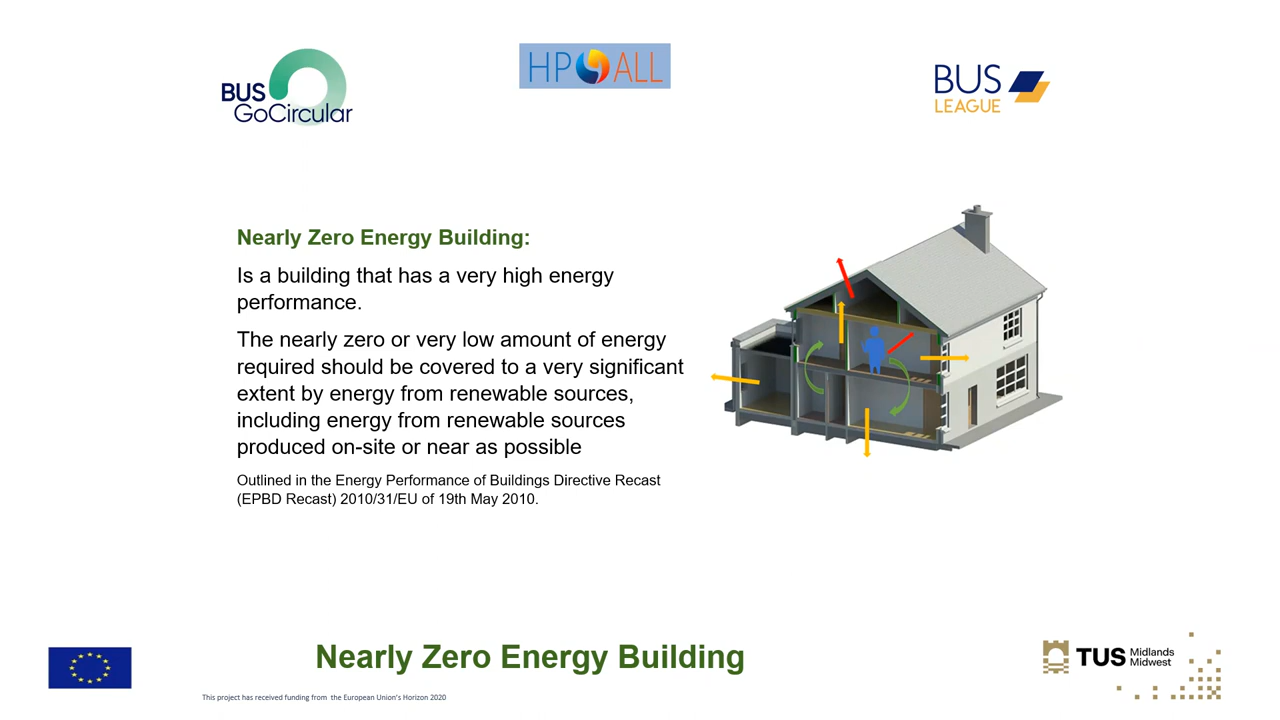 BUS
GoCircular
HP ALL
BUS
LEAGUE
Nearly Zero Energy Building:
Is a building that has a very high energy
performance.
The nearly zero or very low amount of energy
required should be covered to a very significant
extent by energy from renewable sources,
including energy from renewable sources
produced on-site or near as possible
Outlined in the Energy Performance of Buildings Directive Recast
(EPBD Recast) 2010/31/EU of 19th May 2010.
Nearly Zero Energy Building
TUS Midlands
Midwest
This project has received funding from the European Union's Horizon 2020